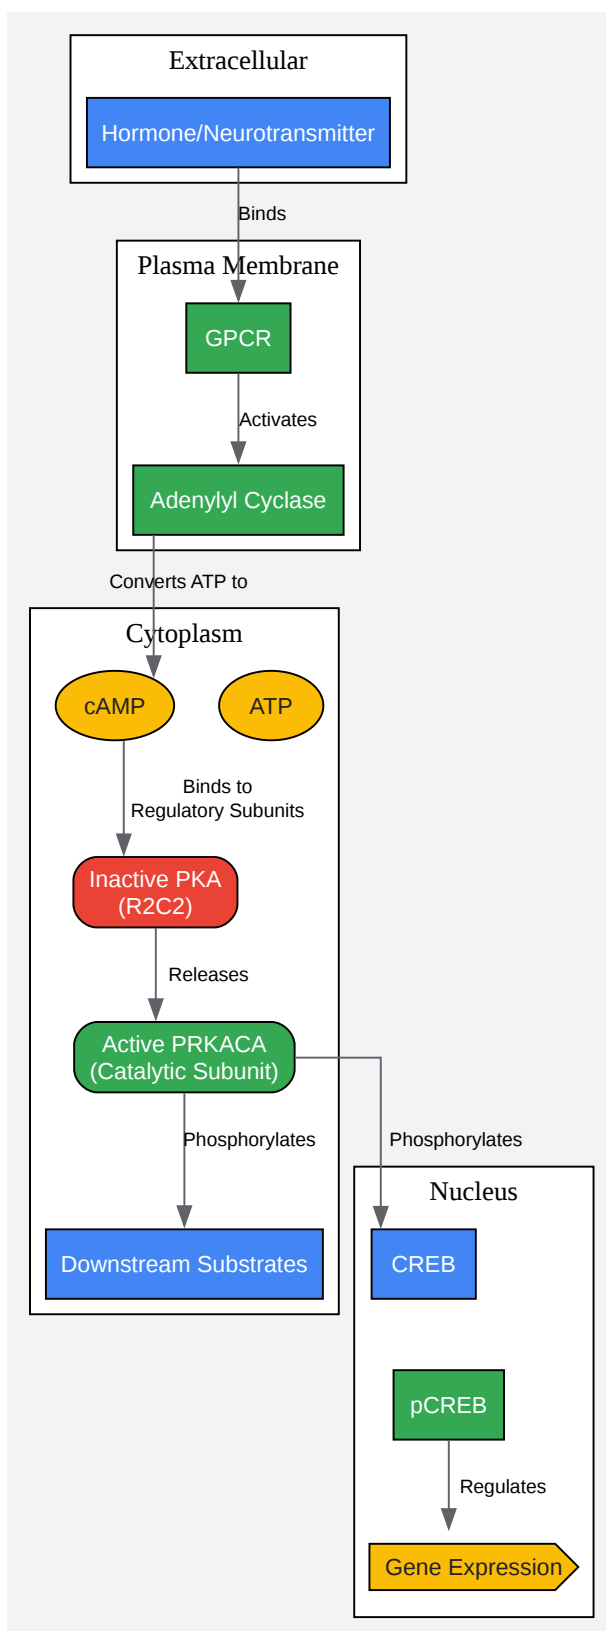 Extracellular
Hormone/Neurotransmitter
Binds
Plasma Membrane
GPCR
Activates
Adenylyl Cyclase
Converts ATP to
Cytoplasm
cAMP
ATP
Binds to
Regulatory Subunits
Inactive PKA
(R2C2)
Releases
Active PRKACA
(Catalytic Subunit)
Phosphorylates
Phosphorylates
Nucleus
Downstream Substrates
CREB
pCREB
Regulates
Gene Expression